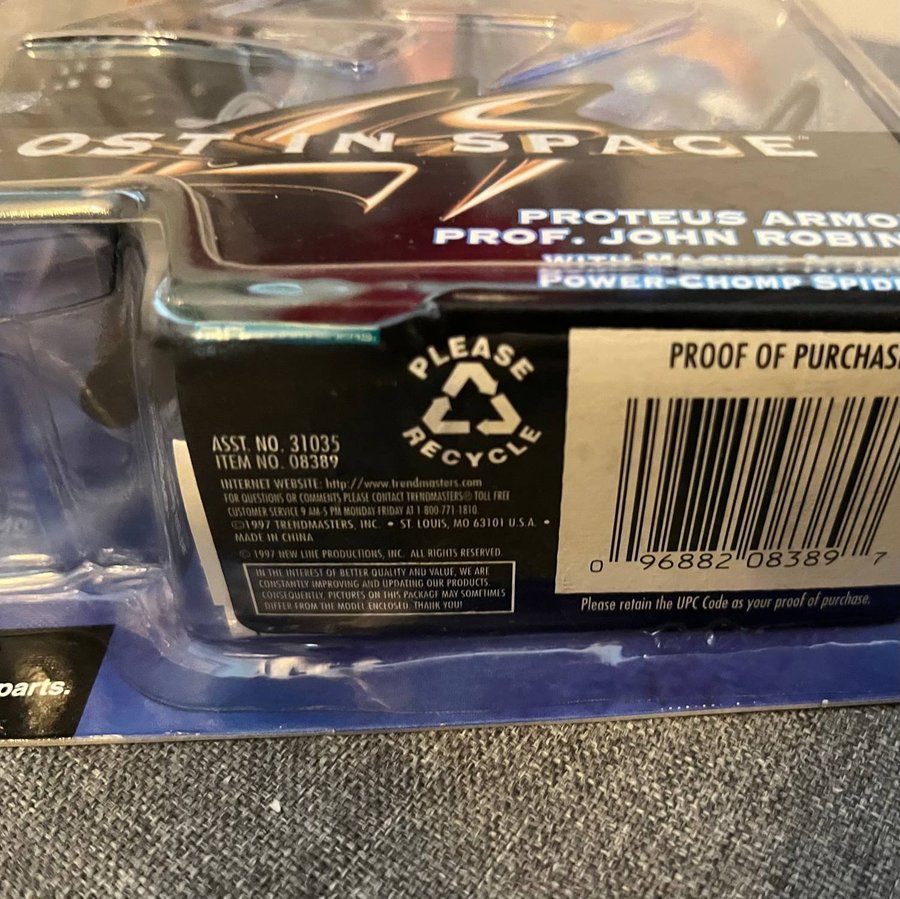 OST IN SPACE™
PROTEUS ARMO
PROF. JOHN ROBIN
WITH
POWER-CHOMP SPID
PLEASE
RECYCLE
PROOF OF PURCHAS
ASST. NO. 31035
ITEM NO. 08389
INTERNET WEBSITE: http://www.trendmasters.com
FOR QUESTIONS OR COMMENTS PLEASE CONTACT TRENDMASTERS® TOLL FREE
CUSTOMER SERVICE 9 AM-5 PM MONDAY-FRIDAY AT 1 800 771-1810.
©1997 TRENDMASTERS, INC. • ST. LOUIS, MO 63101 U.S.A. •
MADE IN CHINA
© 1997 NEW LINE PRODUCTIONS, INC. ALL RIGHTS RESERVED.
IN THE INTEREST OF BETTER QUALITY AND VALUE, WE ARE
CONSTANTLY IMPROVING AND UPDATING OUR PRODUCTS.
CONSEQUENTLY, PICTURES ON THIS PACKAGE MAY SOMETIMES
DIFFER FROM THE MODEL ENCLOSED. THANK YOU!
0 96882 08389 7
Please retain the UPC Code as your proof of purchase.
parts.